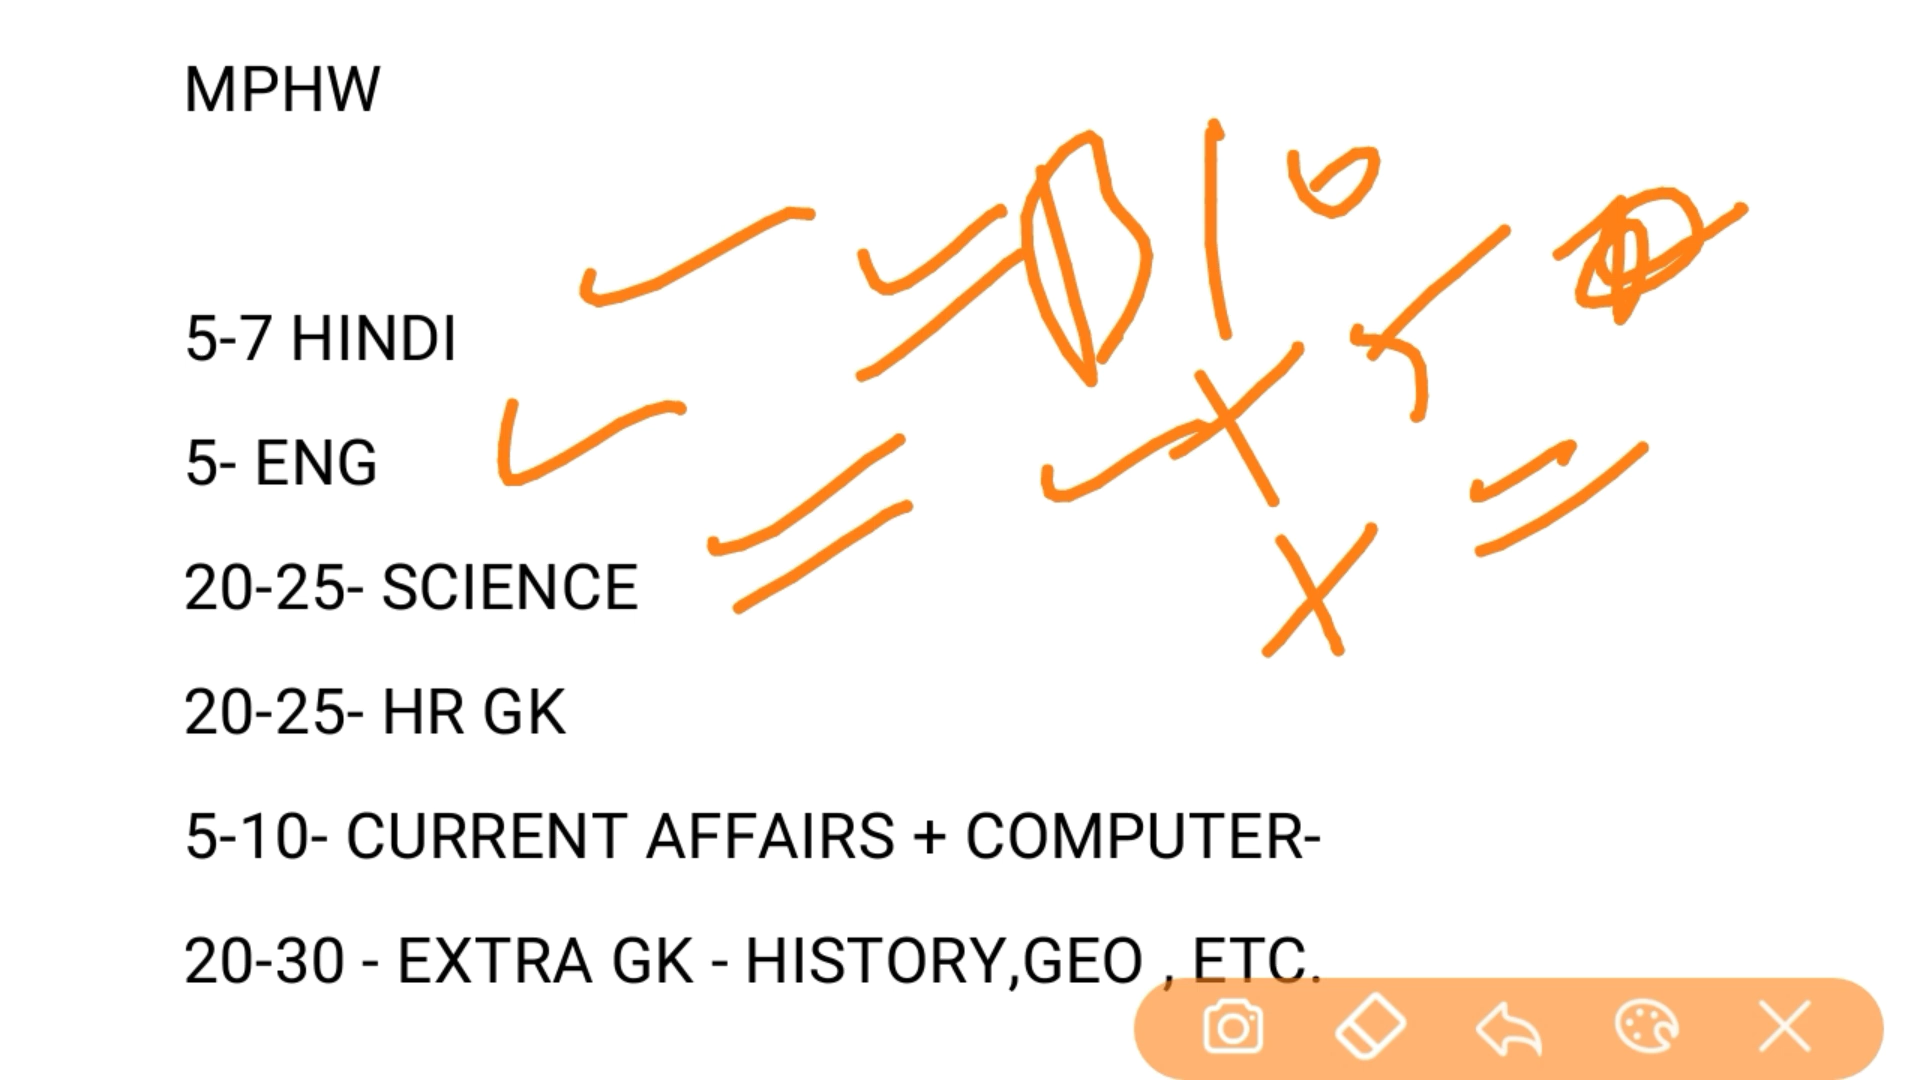 MPHW
5-7 HINDI
5- ENG
20-25- SCIENCE
20-25- HR GK
5-10- CURRENT AFFAIRS + COMPUTER-
20-30 - EXTRA GK - HISTORY,GEO , ETC.